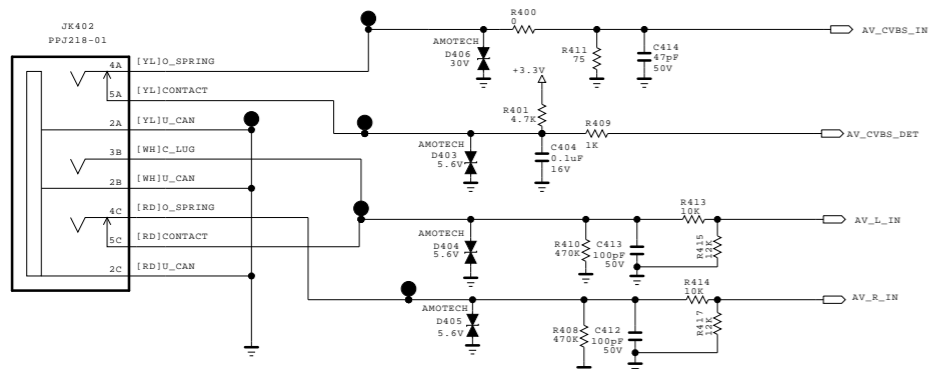 JK402
PPJ218-01
4A
[YL]O_SPRING
5A
[YL]CONTACT
2A
[YL]U_CAN
3B
[WH]C_LUG
2B
[WH]U_CAN
4C
[RD]O_SPRING
5C
[RD]CONTACT
2C
[RD]U_CAN
R400
0
AMOTECH
D406
30V
R411
75
C414
47pF
50V
AV_CVBS_IN
+3.3V
R401
4.7K
R409
1K
AMOTECH
D403
5.6V
C404
0.1uF
16V
AV_CVBS_DET
AMOTECH
D404
5.6V
R410
470K
C413
100pF
50V
R413
10K
R415
12K
AV_L_IN
AMOTECH
D405
5.6V
R408
470K
C412
100pF
50V
R414
10K
R417
12K
AV_R_IN